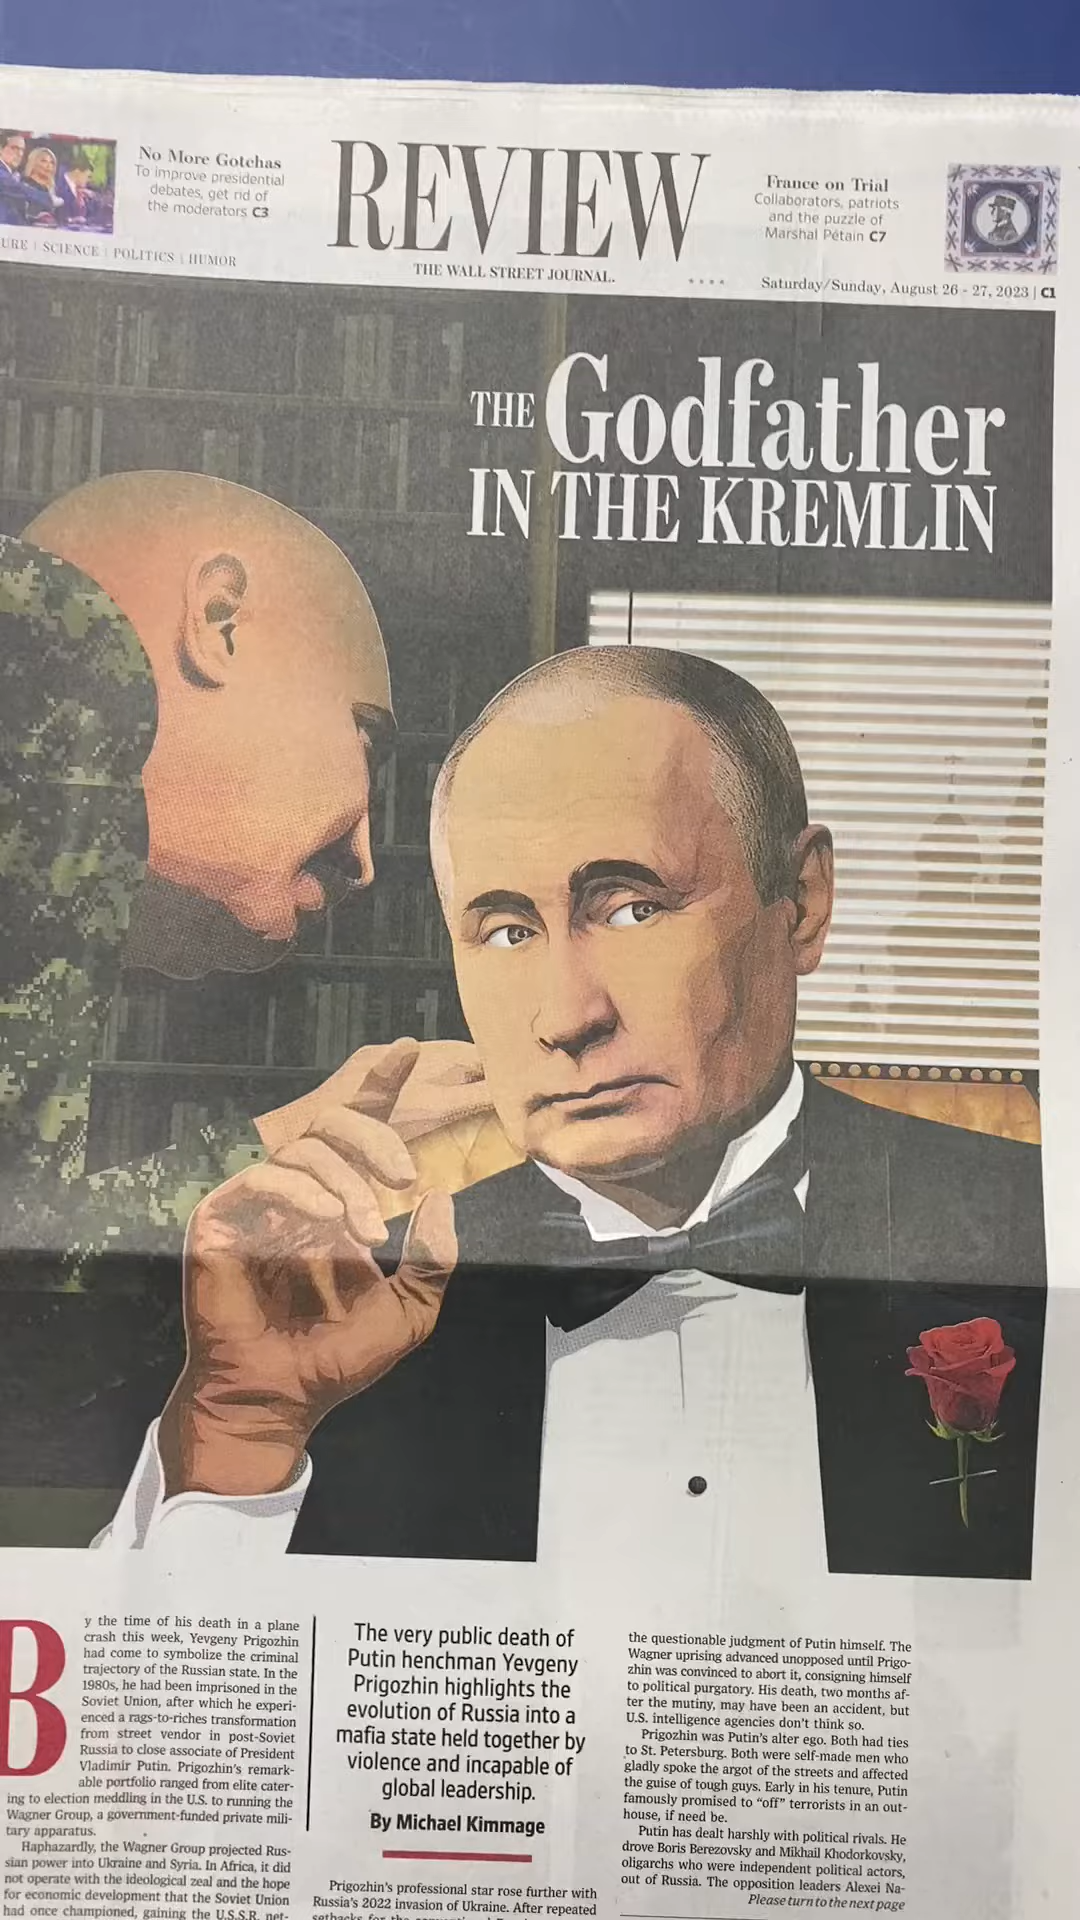 No More Gotchas
To improve presidential
debates, get rid of
the moderators C3
REVIEW
THE WALL STREET JOURNAL.
France on Trial
Collaborators, patriots
and the puzzle of
Marshal Pétain C7
URE | SCIENCE | POLITICS | HUMOR
* * * *
Saturday/Sunday, August 26 - 27, 2023 | C1
THE Godfather
IN THE KREMLIN
By the time of his death in a plane
crash this week, Yevgeny Prigozhin
had come to symbolize the criminal
trajectory of the Russian state. In the
1980s, he had been imprisoned in the
Soviet Union, after which he experi-
enced a rags-to-riches transformation
from street vendor in post-Soviet
Russia to close associate of President
Vladimir Putin. Prigozhin's remark-
able portfolio ranged from elite cater-
ing to election meddling in the U.S. to running the
Wagner Group, a government-funded private mili-
tary apparatus.
Haphazardly, the Wagner Group projected Rus-
sian power into Ukraine and Syria. In Africa, it did
not operate with the ideological zeal and the hope
for economic development that the Soviet Union
had once championed, gaining the U.S.S.R. net-
The very public death of
Putin henchman Yevgeny
Prigozhin highlights the
evolution of Russia into a
mafia state held together by
violence and incapable of
global leadership.
By Michael Kimmage
Prigozhin's professional star rose further with
Russia's 2022 invasion of Ukraine. After repeated
setbacks for the
the questionable judgment of Putin himself. The
Wagner uprising advanced unopposed until Prigo-
zhin was convinced to abort it, consigning himself
to political purgatory. His death, two months af-
ter the mutiny, may have been an accident, but
U.S. intelligence agencies don't think so.
Prigozhin was Putin's alter ego. Both had ties
to St. Petersburg. Both were self-made men who
gladly spoke the argot of the streets and affected
the guise of tough guys. Early in his tenure, Putin
famously promised to "off" terrorists in an out-
house, if need be.
Putin has dealt harshly with political rivals. He
drove Boris Berezovsky and Mikhail Khodorkovsky,
oligarchs who were independent political actors,
out of Russia. The opposition leaders Alexei Na-
Please turn to the next page